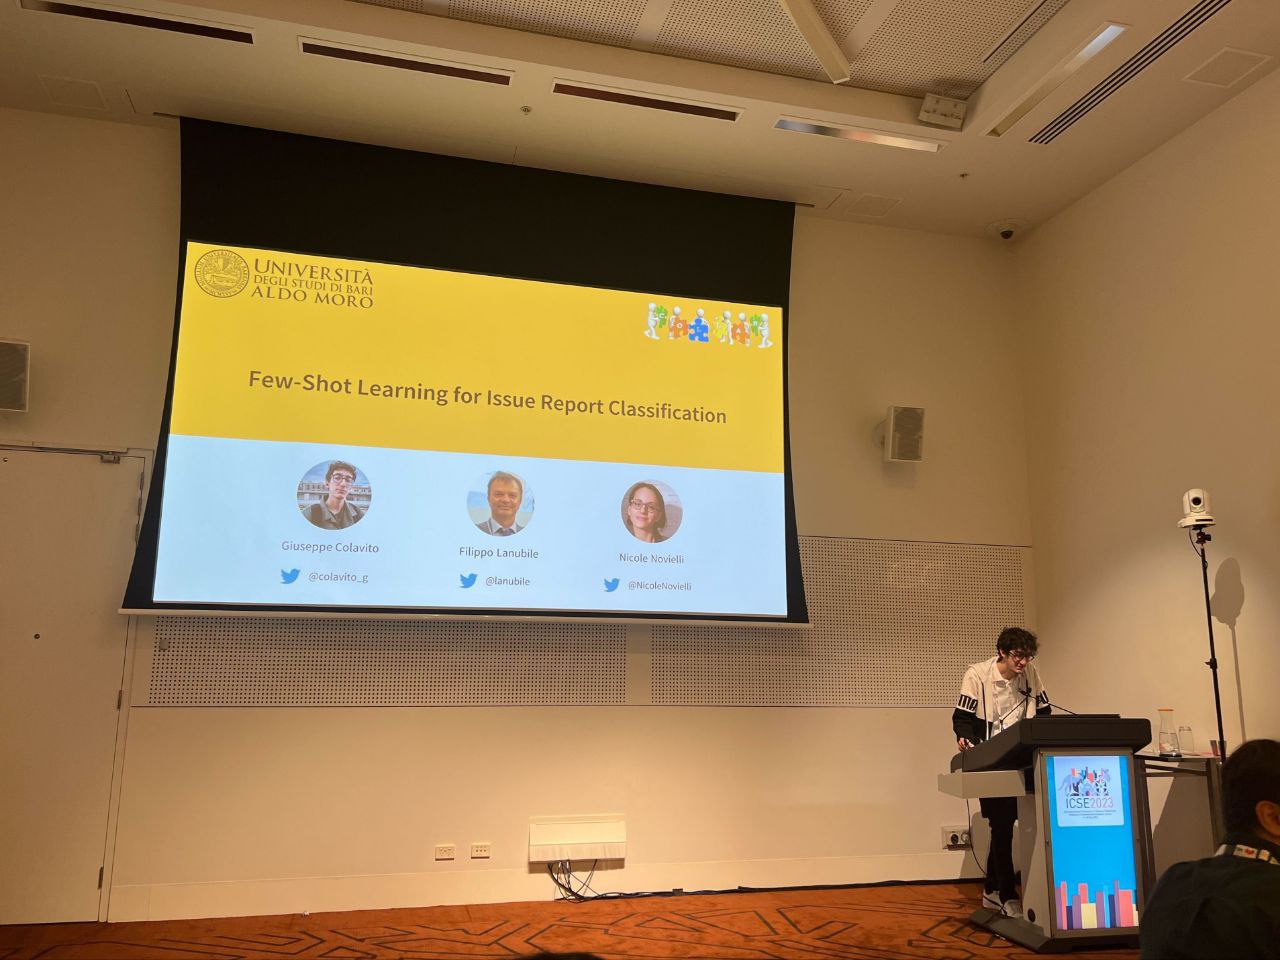 UNIVERSITÀ
DEGLI STUDI DI BARI
ALDO MORO
Few-Shot Learning for Issue Report Classification
Giuseppe Colavito
Filippo Lanubile
Nicole Novielli
@colavito_g
@lanubile
@NicoleNovielli
ICSE2023